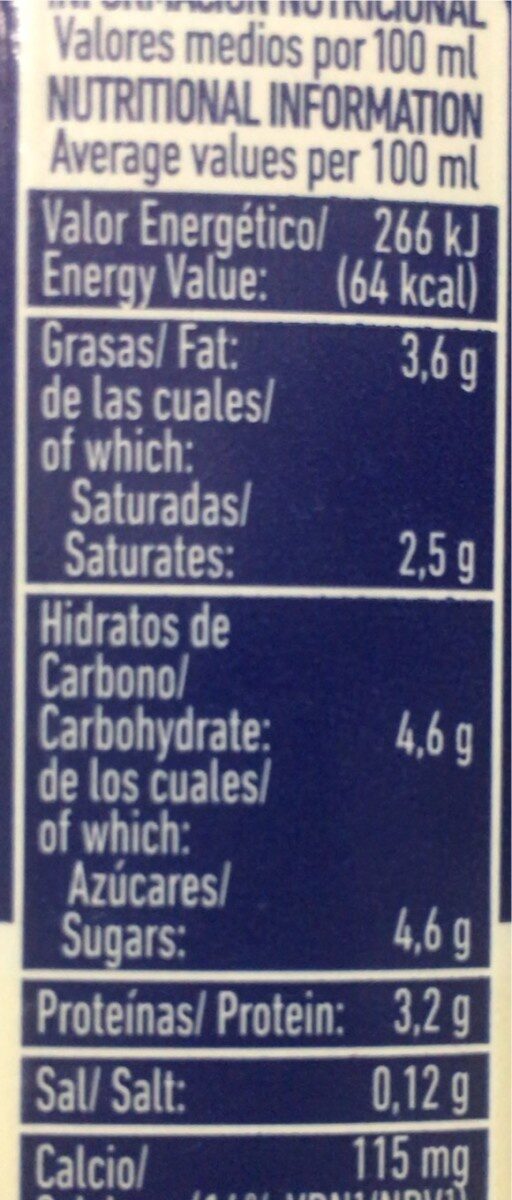 INFORMACIÓN NUTRICIONAL
Valores medios por 100 ml
NUTRITIONAL INFORMATION
Average values per 100 ml
Valor Energético/ 266 kJ
Energy Value: (64 kcal)
Grasas/ Fat: 3,6 g
de las cuales/
of which:
Saturadas/
Saturates: 2,5 g
Hidratos de
Carbono/
Carbohydrate: 4,6 g
de los cuales/
of which:
Azúcares/
Sugars: 4,6 g
Proteínas/ Protein: 3,2 g
Sal/ Salt: 0,12 g
Calcio/ 115 mg